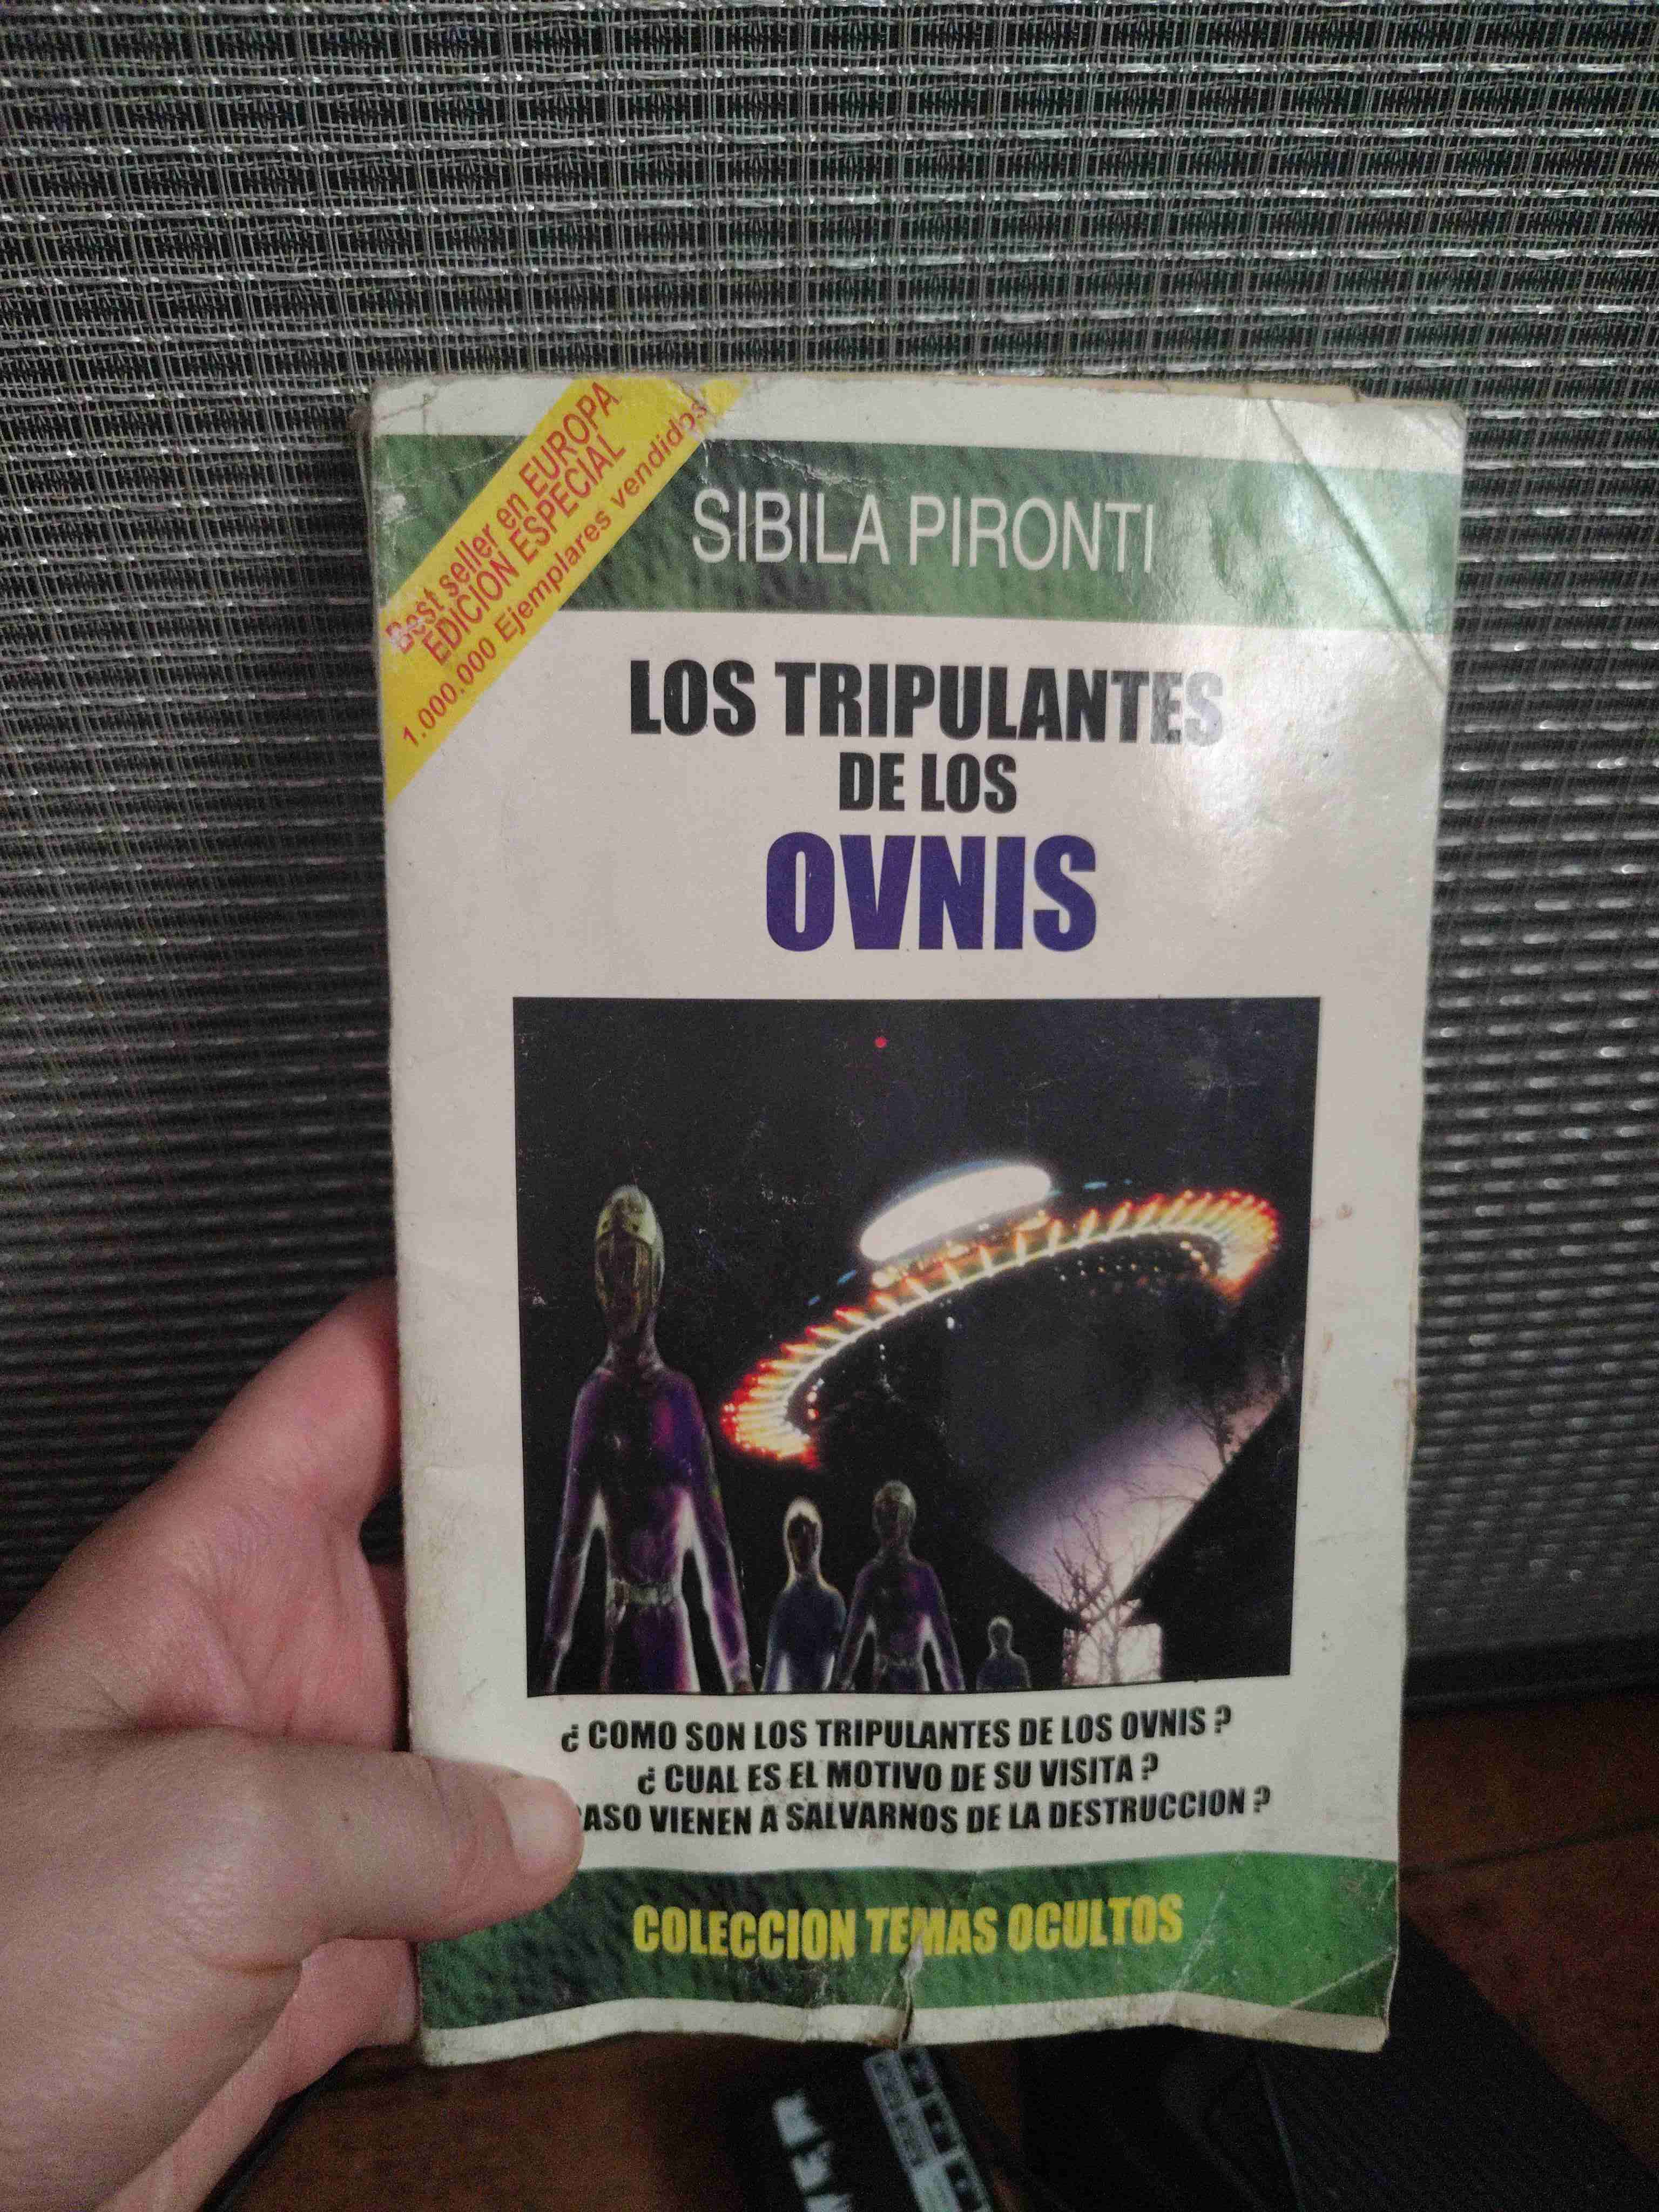 Best seller en EUROPA
EDICION ESPECIAL
1.000.000 Ejemplares vendidos
SIBILA PIRONTI
LOS TRIPULANTES
DE LOS
OVNIS
¿ COMO SON LOS TRIPULANTES DE LOS OVNIS ?
¿ CUAL ES EL MOTIVO DE SU VISITA ?
CASO VIENEN A SALVARNOS DE LA DESTRUCCION ?
COLECCION TEMAS OCULTOS